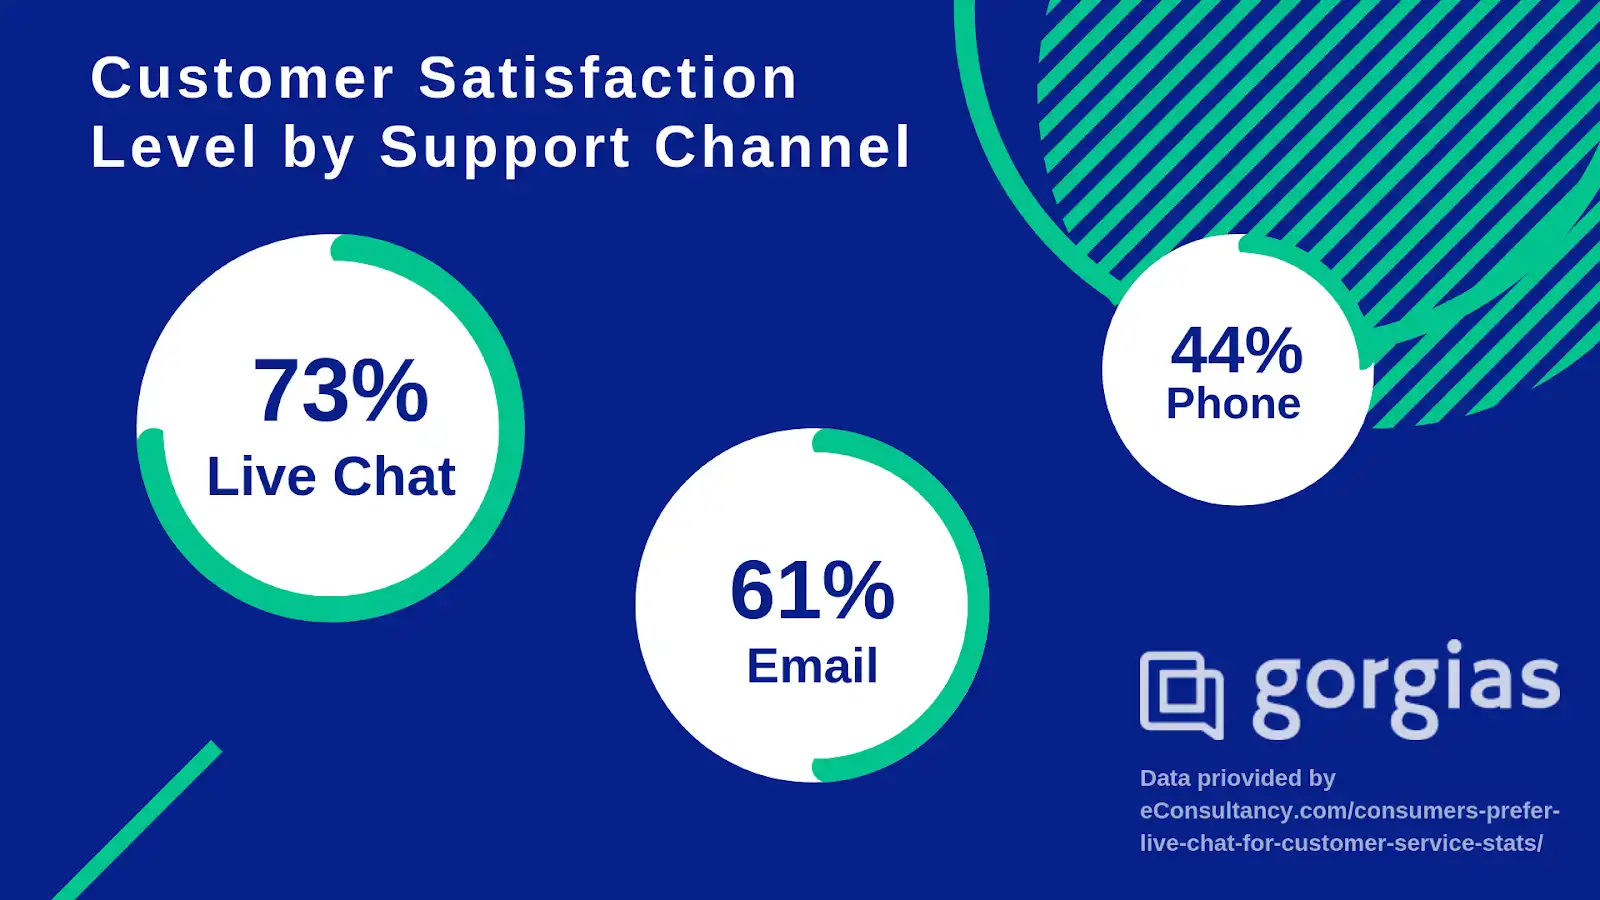 Customer Satisfaction
Level by Support Channel
73%
Live Chat
61%
Email
44%
Phone
gorgias
Data priovided by
eConsultancy.com/consumers-prefer-
live-chat-for-customer-service-stats/